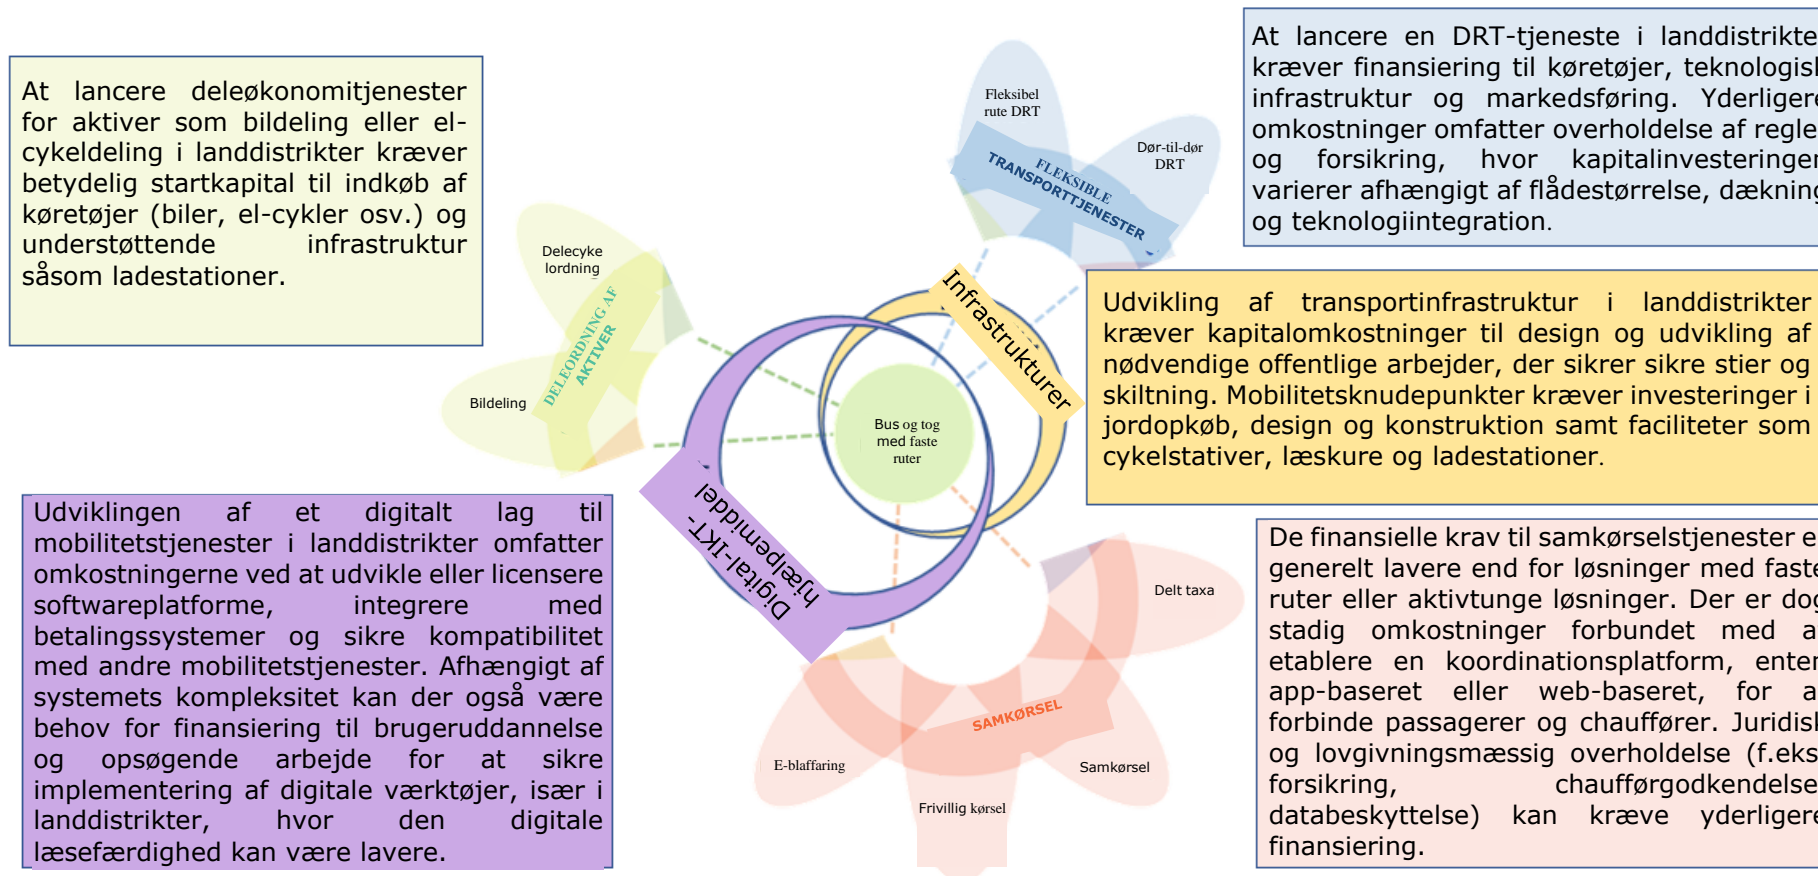 At lancere deleøkonomitjenester
for aktiver som bildeling eller el-
cykeldeling i landdistrikter kræver
betydelig startkapital til indkøb af
køretøjer (biler, el-cykler osv.) og
understøttende infrastruktur
såsom ladestationer.
At lancere en DRT-tjeneste i landdistrikte
kræver finansiering til køretøjer, teknologisk
infrastruktur og markedsføring. Yderligere
omkostninger omfatter overholdelse af regle
og forsikring, hvor kapitalinvesteringer
varierer afhængigt af flådestørrelse, dækning
og teknologiintegration.
Fleksibel
rute DRT
Dør-til-dør
DRT
FLEKSIBLE
TRANSPORTTJENESTER
Delecyke
lordning
DELEORDNING AF
AKTIVER
Bildeling
Infrastrukturer
Bus og tog
med faste
ruter
Udvikling af transportinfrastruktur i landdistrikter
kræver kapitalomkostninger til design og udvikling af
nødvendige offentlige arbejder, der sikrer sikre stier og
skiltning. Mobilitetsknudepunkter kræver investeringer i
jordopkøb, design og konstruktion samt faciliteter som
cykelstativer, læskure og ladestationer.
Udviklingen af et digitalt lag til
mobilitetstjenester i landdistrikter omfatter
omkostningerne ved at udvikle eller licensere
softwareplatforme, integrere med
betalingssystemer og sikre kompatibilitet
med andre mobilitetstjenester. Afhængigt af
systemets kompleksitet kan der også være
behov for finansiering til brugeruddannelse
og opsøgende arbejde for at sikre
implementering af digitale værktøjer, især i
landdistrikter, hvor den digitale
læsefærdighed kan være lavere.
Digital-IKT-
hjælpemiddel
Delt taxa
SAMKØRSEL
E-blaffaring
Samkørsel
Frivillig kørsel
De finansielle krav til samkørselstjenester e
generelt lavere end for løsninger med faste
ruter eller aktivtunge løsninger. Der er dog
stadig omkostninger forbundet med a
etablere en koordinationsplatform, enten
app-baseret eller web-baseret, for a
forbinde passagerer og chauffører. Juridisk
og lovgivningsmæssig overholdelse (f.eks.
forsikring, chaufførgodkendelse
databeskyttelse) kan kræve yderligere
finansiering.